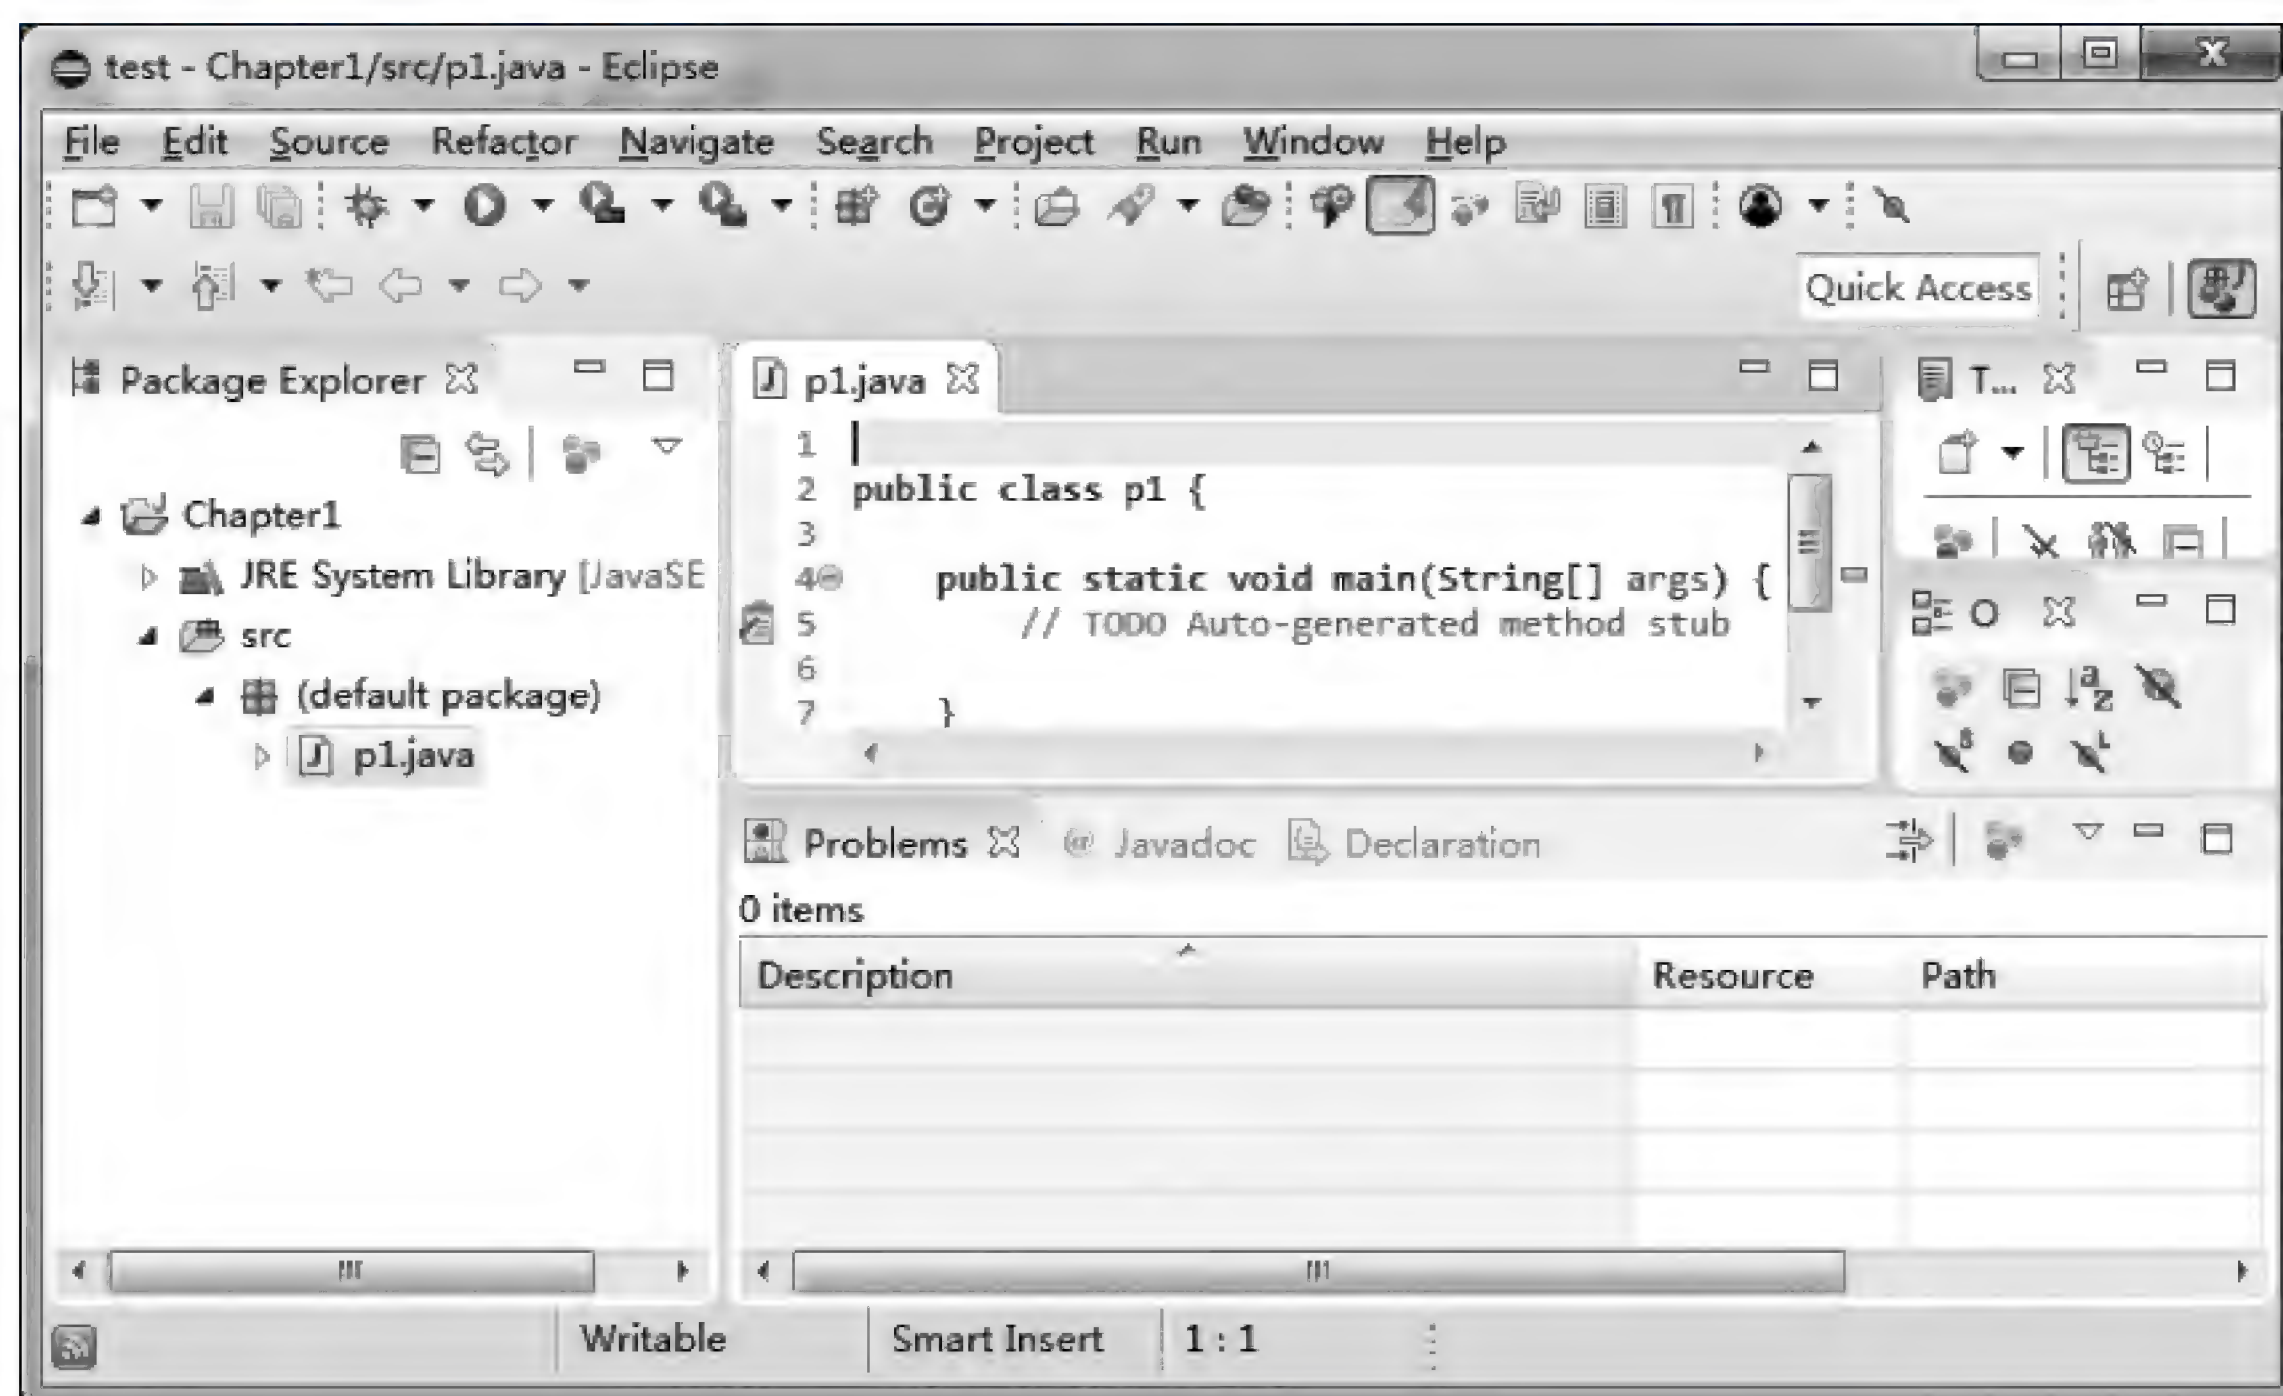 test - Chapter1/src/p1.java - Eclipse
File Edit Source Refactor Navigate Search Project Run Window Help
Quick Access
Package Explorer
Chapter1
JRE System Library [JavaSE
src
(default package)
p1.java
p1.java
1
2 public class p1 {
3
4 public static void main(String[] args) {
5 // TODO Auto-generated method stub
6
7 }
T...
O
Problems @ Javadoc Declaration
0 items
Description Resource Path
Writable Smart Insert 1 : 1